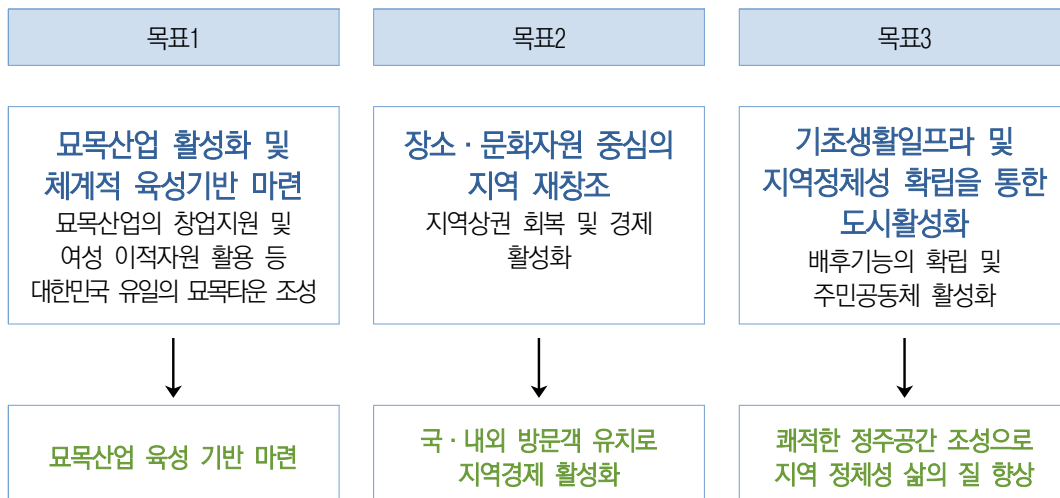 목표1
묘목산업 활성화 및
체계적 육성기반 마련
묘목산업의 창업지원 및
여성 이적자원 활용 등
대한민국 유일의 묘목타운 조성
묘목산업 육성 기반 마련
목표2
장소·문화자원 중심의
지역 재창조
지역상권 회복 및 경제
활성화
국·내외 방문객 유치로
지역경제 활성화
목표3
기초생활일프라 및
지역정체성 확립을 통한
도시활성화
배후기능의 확립 및
주민공동체 활성화
쾌적한 정주공간 조성으로
지역 정체성 삶의 질 향상